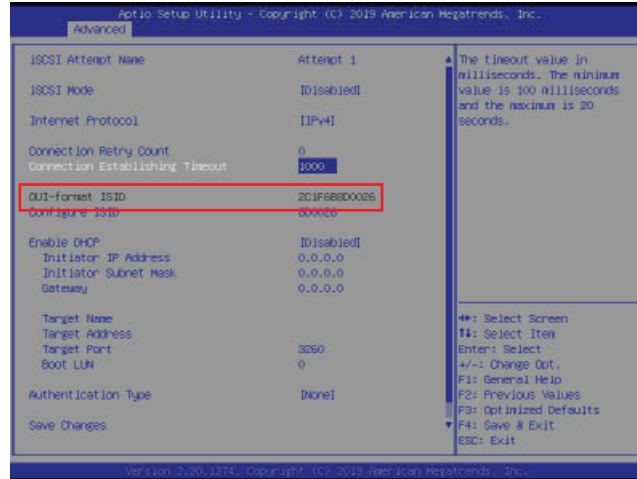 Aptio Setup Utility - Copyright (C) 2019 American Megatrends, Inc.
Advanced
iSCSI Attempt Name Attempt 1
iSCSI Mode [Disabled]
Internet Protocol [IPv4]
Connection Retry Count 0
Connection Establishing Timeout 1000
OUI-format ISID 2C1F6B8D0026
Configure ISID 8D0026
Enable DHCP [Disabled]
Initiator IP Address 0.0.0.0
Initiator Subnet Mask 0.0.0.0
Gateway 0.0.0.0
Target Name
Target Address
Target Port 3260
Boot LUN 0
Authentication Type [None]
Save Changes
The timeout value in
milliseconds. The minimum
value is 100 milliseconds
and the maximum is 20
seconds.
↔: Select Screen
↑↓: Select Item
Enter: Select
+/-: Change Opt.
F1: General Help
F2: Previous Values
F3: Optimized Defaults
F4: Save & Exit
ESC: Exit
Version 2.20.1274. Copyright (C) 2019 American Megatrends, Inc.